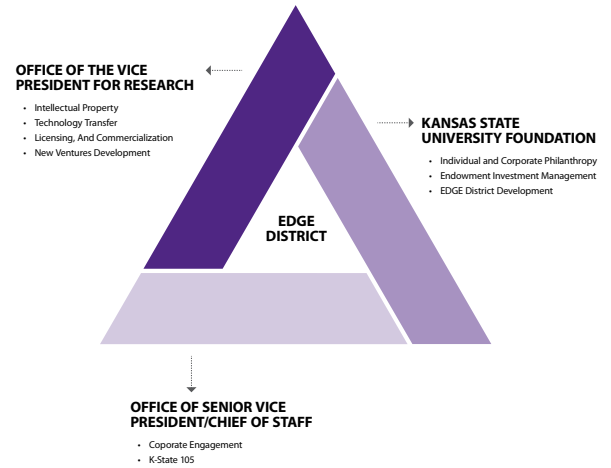 OFFICE OF THE VICE
PRESIDENT FOR RESEARCH
• Intellectual Property
• Technology Transfer
• Licensing, And Commercialization
• New Ventures Development
KANSAS STATE
UNIVERSITY FOUNDATION
• Individual and Corporate Philanthropy
• Endowment Investment Management
• EDGE District Development
EDGE
DISTRICT
OFFICE OF SENIOR VICE
PRESIDENT/CHIEF OF STAFF
• Coporate Engagement
• K-State 105